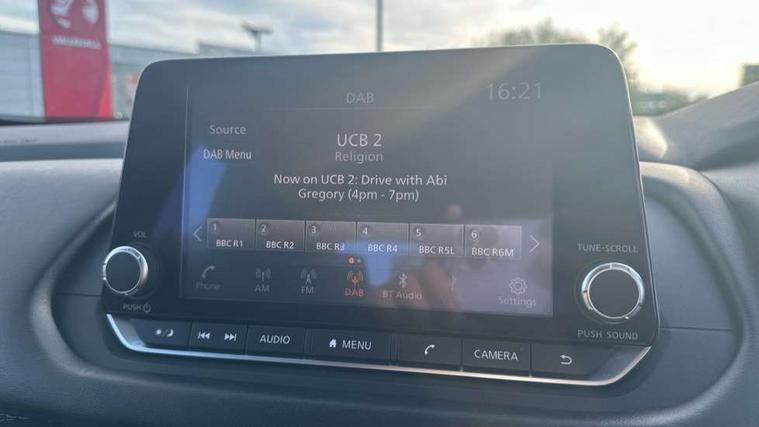 VAUXHALL
DAB
16:21
Source
DAB Menu
UCB 2
Religion
Now on UCB 2: Drive with Abi
Gregory (4pm - 7pm)
1 2 3 4 5 6
BBC R1 BBC R2 BBC R3 BBC R4 BBC R5L BBC R6M
Phone AM FM DAB BT Audio Settings
VOL
PUSH
TUNE-SCROLL
PUSH SOUND
AUDIO MENU CAMERA